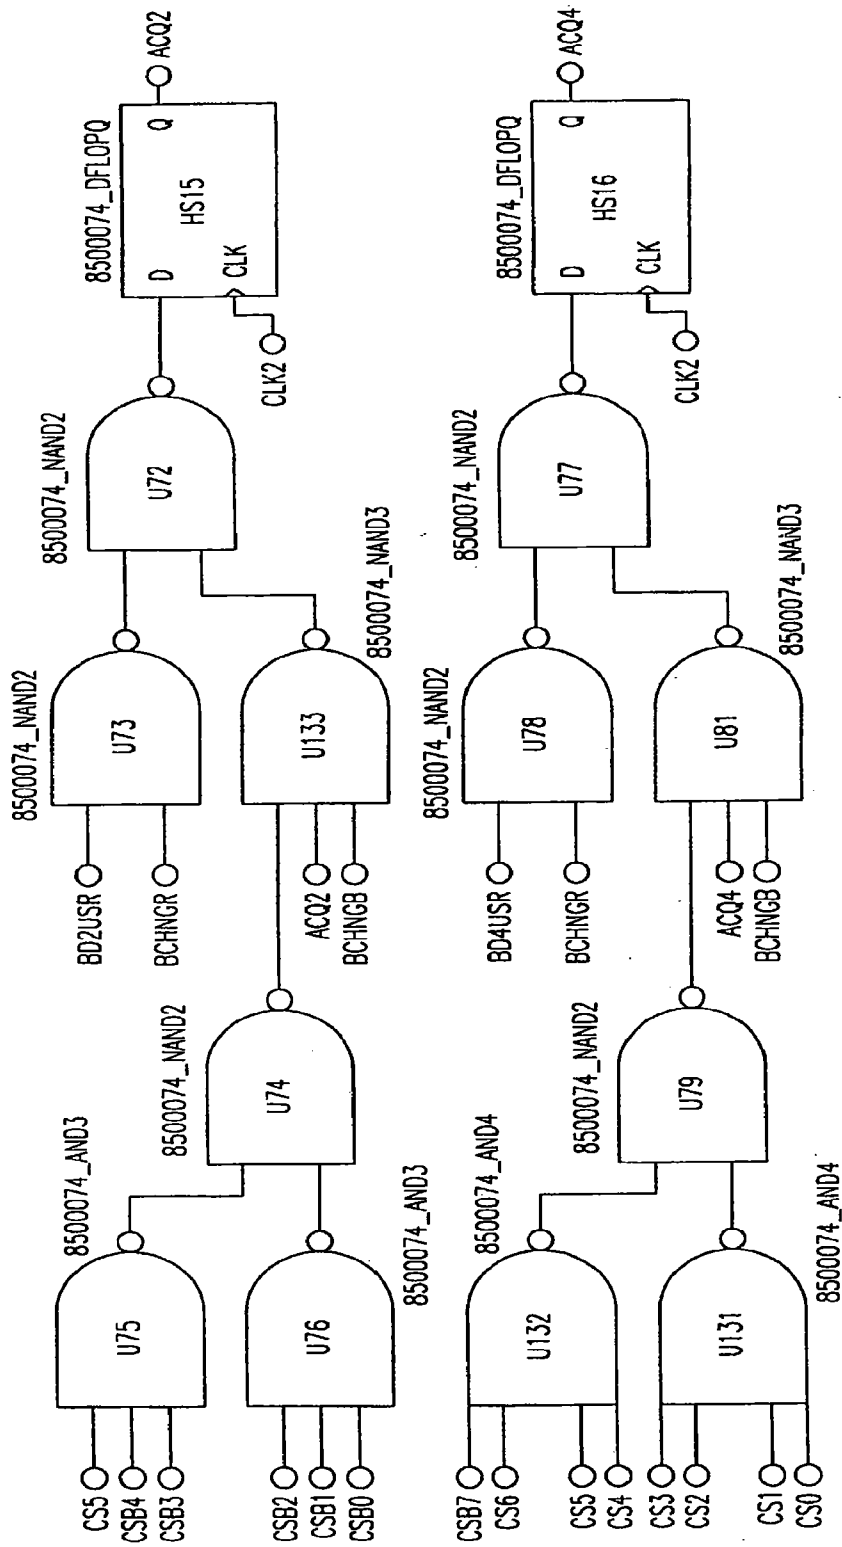 CS5
CSB4
CSB3
8500074_AND3
U75
CSB2
CSB1
CSB0
8500074_AND3
U76
8500074_NAND2
U74
BD2USR
BCHNGR
8500074_NAND2
U73
ACQ2
BCHNGB
8500074_NAND3
U133
8500074_NAND2
U72
8500074_DFLOPQ
D
Q
HS15
CLK
CLK2
ACQ2
CSB7
CS6
CS5
CS4
8500074_AND4
U132
CS3
CS2
CS1
CS0
8500074_AND4
U131
8500074_NAND2
U79
BD4USR
BCHNGR
8500074_NAND2
U78
ACQ4
BCHNGB
8500074_NAND3
U81
8500074_NAND2
U77
8500074_DFLOPQ
D
Q
HS16
CLK
CLK2
ACQ4